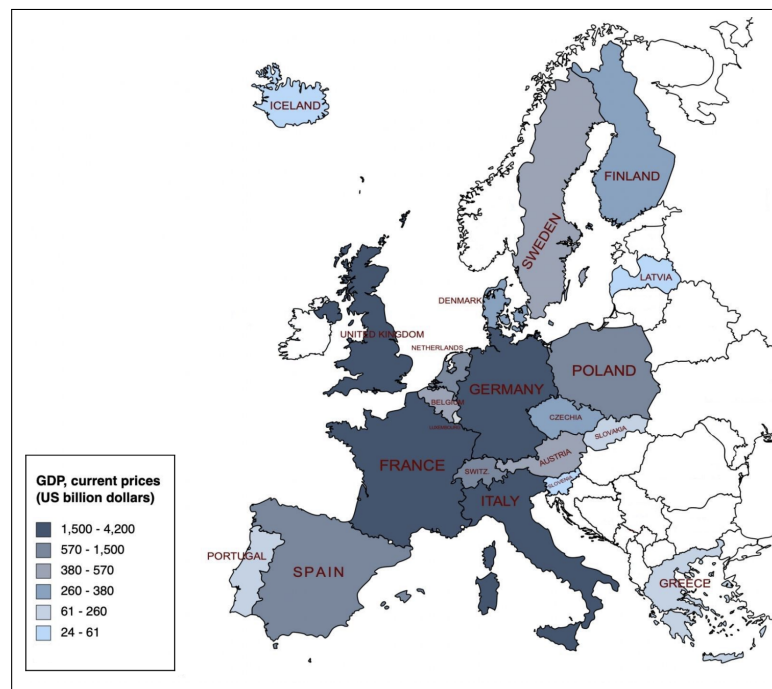 ICELAND
FINLAND
SWEDEN
LATVIA
DENMARK
UNITED KINGDOM
NETHERLANDS
POLAND
GERMANY
BELGIUM
LUXEMBOURG
CZECHIA
SLOVAKIA
AUSTRIA
FRANCE
SWITZ.
SLOVENIA
ITALY
PORTUGAL
SPAIN
GREECE
GDP, current prices
(US billion dollars)
1,500 - 4,200
570 - 1,500
380 - 570
260 - 380
61 - 260
24 - 61